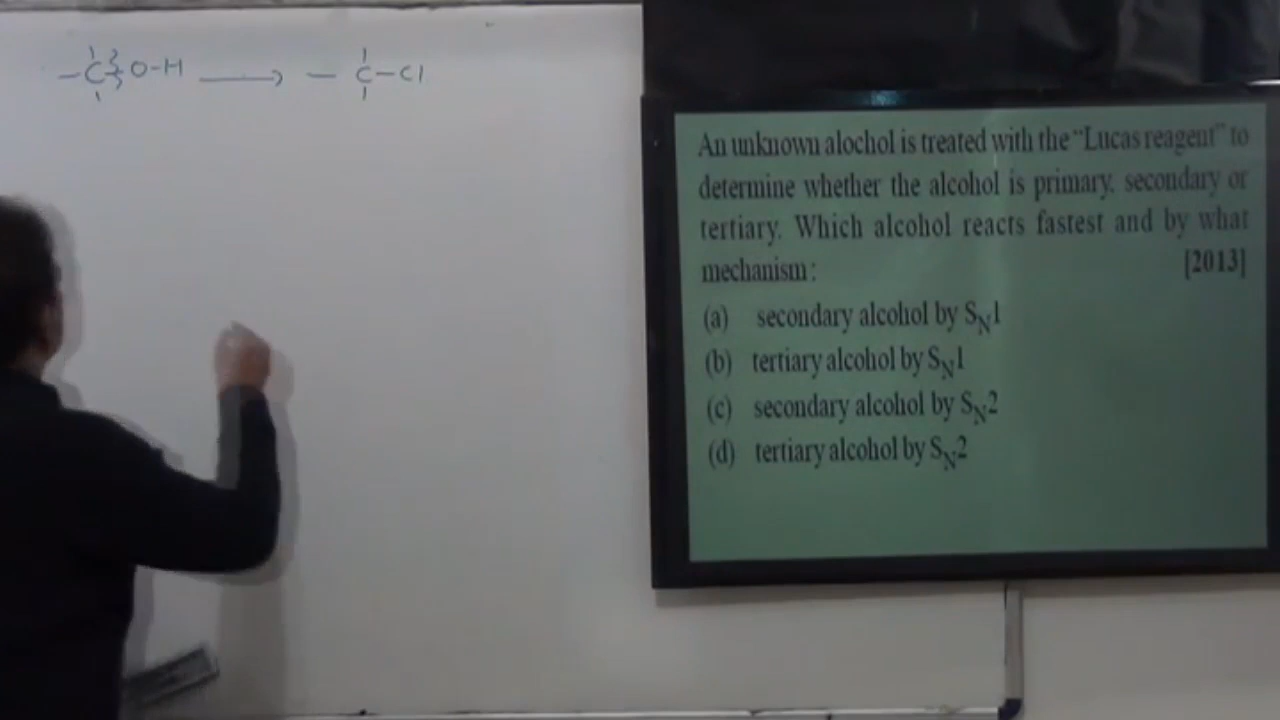 -C-O-H ⟶ -C-Cl
An unknown alochol is treated with the “Lucas reagent” to
determine whether the alcohol is primary, secondary or
tertiary. Which alcohol reacts fastest and by what
mechanism: [2013]
(a) secondary alcohol by SN1
(b) tertiary alcohol by SN1
(c) secondary alcohol by SN2
(d) tertiary alcohol by SN2